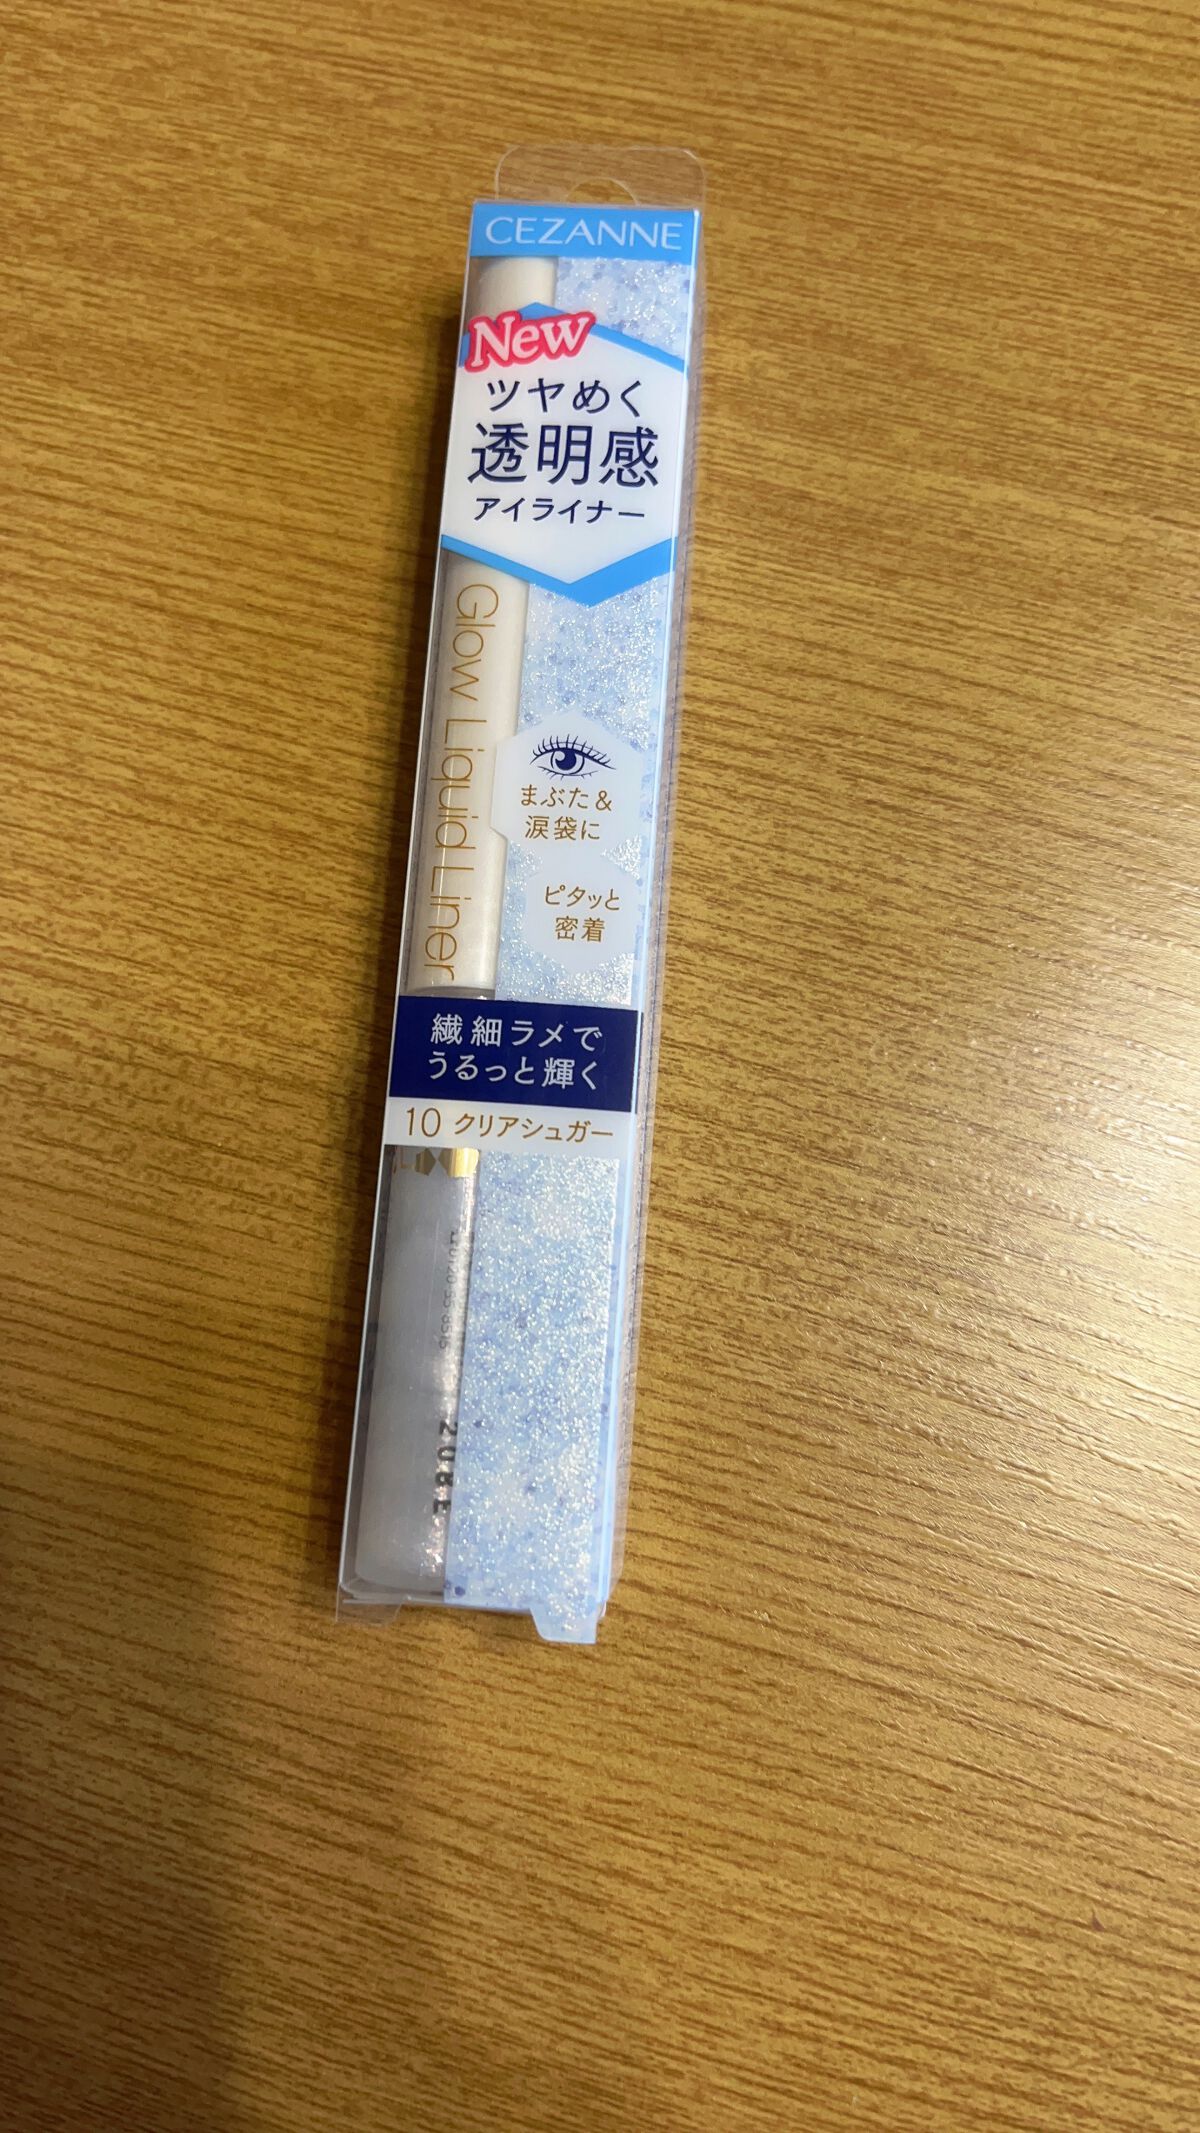 CEZANNE
New
ツヤめく
透明感
アイライナー
Glow Liquid Liner
まぶた&
涙袋に
ピタッと
密着
繊細ラメで
うるっと輝く
10 クリアシュガー
208E